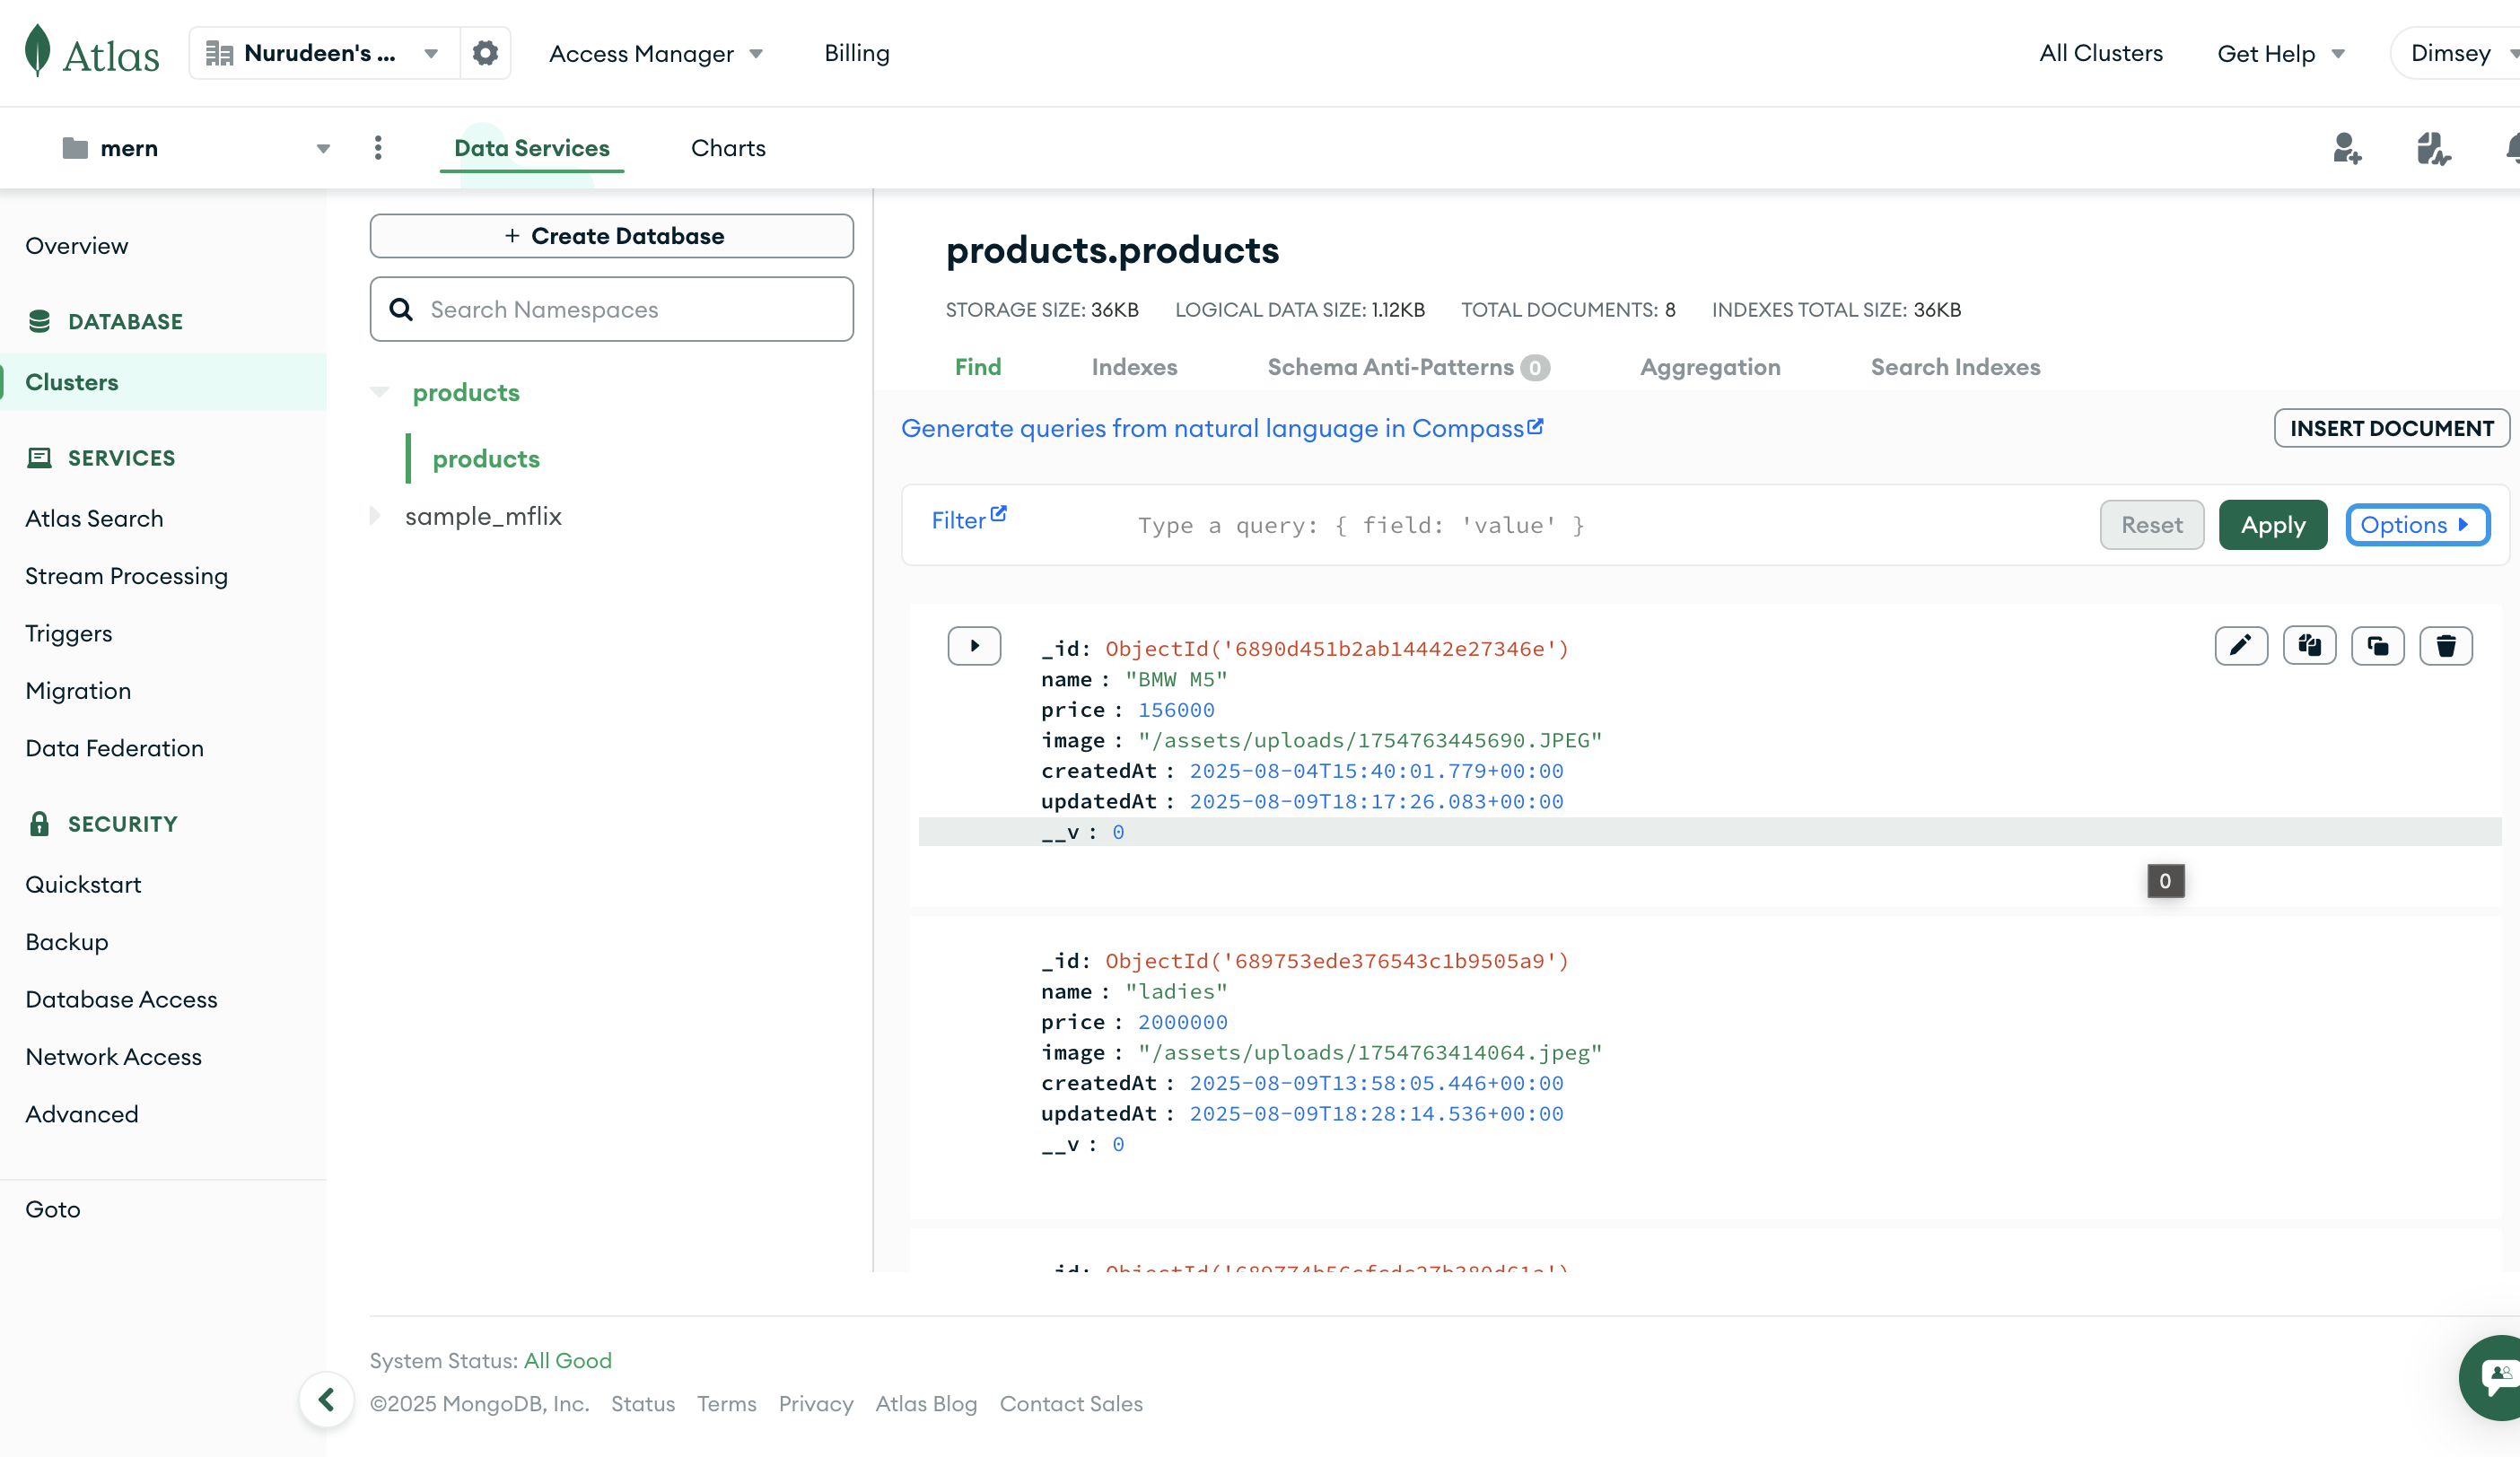 Atlas
Nurudeen's ...
Access Manager
Billing
All Clusters
Get Help
Dimsey
mern
Data Services
Charts
Overview
DATABASE
Clusters
SERVICES
Atlas Search
Stream Processing
Triggers
Migration
Data Federation
SECURITY
Quickstart
Backup
Database Access
Network Access
Advanced
Goto
+ Create Database
Search Namespaces
products
products
sample_mflix
products.products
STORAGE SIZE: 36KB
LOGICAL DATA SIZE: 1.12KB
TOTAL DOCUMENTS: 8
INDEXES TOTAL SIZE: 36KB
Find
Indexes
Schema Anti-Patterns 0
Aggregation
Search Indexes
Generate queries from natural language in Compass
INSERT DOCUMENT
Filter
Type a query: { field: 'value' }
Reset
Apply
Options
_id: ObjectId('6890d451b2ab14442e27346e')
name : "BMW M5"
price : 156000
image : "/assets/uploads/1754763445690.JPEG"
createdAt : 2025-08-04T15:40:01.779+00:00
updatedAt : 2025-08-09T18:17:26.083+00:00
__v : 0
0
_id: ObjectId('689753ede376543c1b9505a9')
name : "ladies"
price : 2000000
image : "/assets/uploads/1754763414064.jpeg"
createdAt : 2025-08-09T13:58:05.446+00:00
updatedAt : 2025-08-09T18:28:14.536+00:00
__v : 0
System Status: All Good
©2025 MongoDB, Inc.
Status
Terms
Privacy
Atlas Blog
Contact Sales